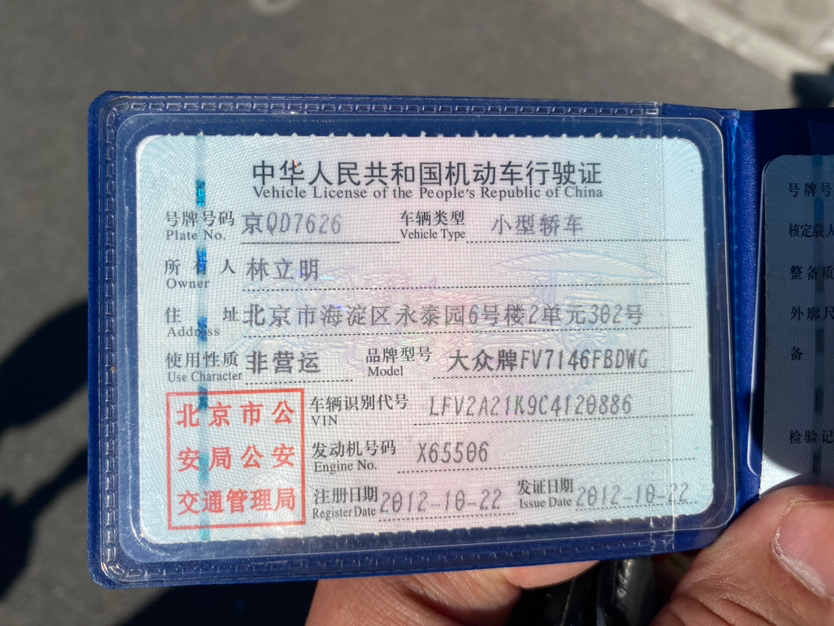 中华人民共和国机动车行驶证
Vehicle License of the People's Republic of China
号牌号码 京QD7626 车辆类型 小型轿车
Plate No. Vehicle Type
所有人 林立明
Owner
住址 北京市海淀区永泰园6号楼2单元302号
Address
使用性质 非营运 品牌型号 大众牌FV7146FBDWG
Use Character Model
北京市公
安局公安
交通管理局
车辆识别代号 LFV2A21K9C4120886
VIN
发动机号码 X65506
Engine No.
注册日期 2012-10-22 发证日期 2012-10-22
Register Date Issue Date
号牌号
核定载人
整备质
外廓尺
备
检验记